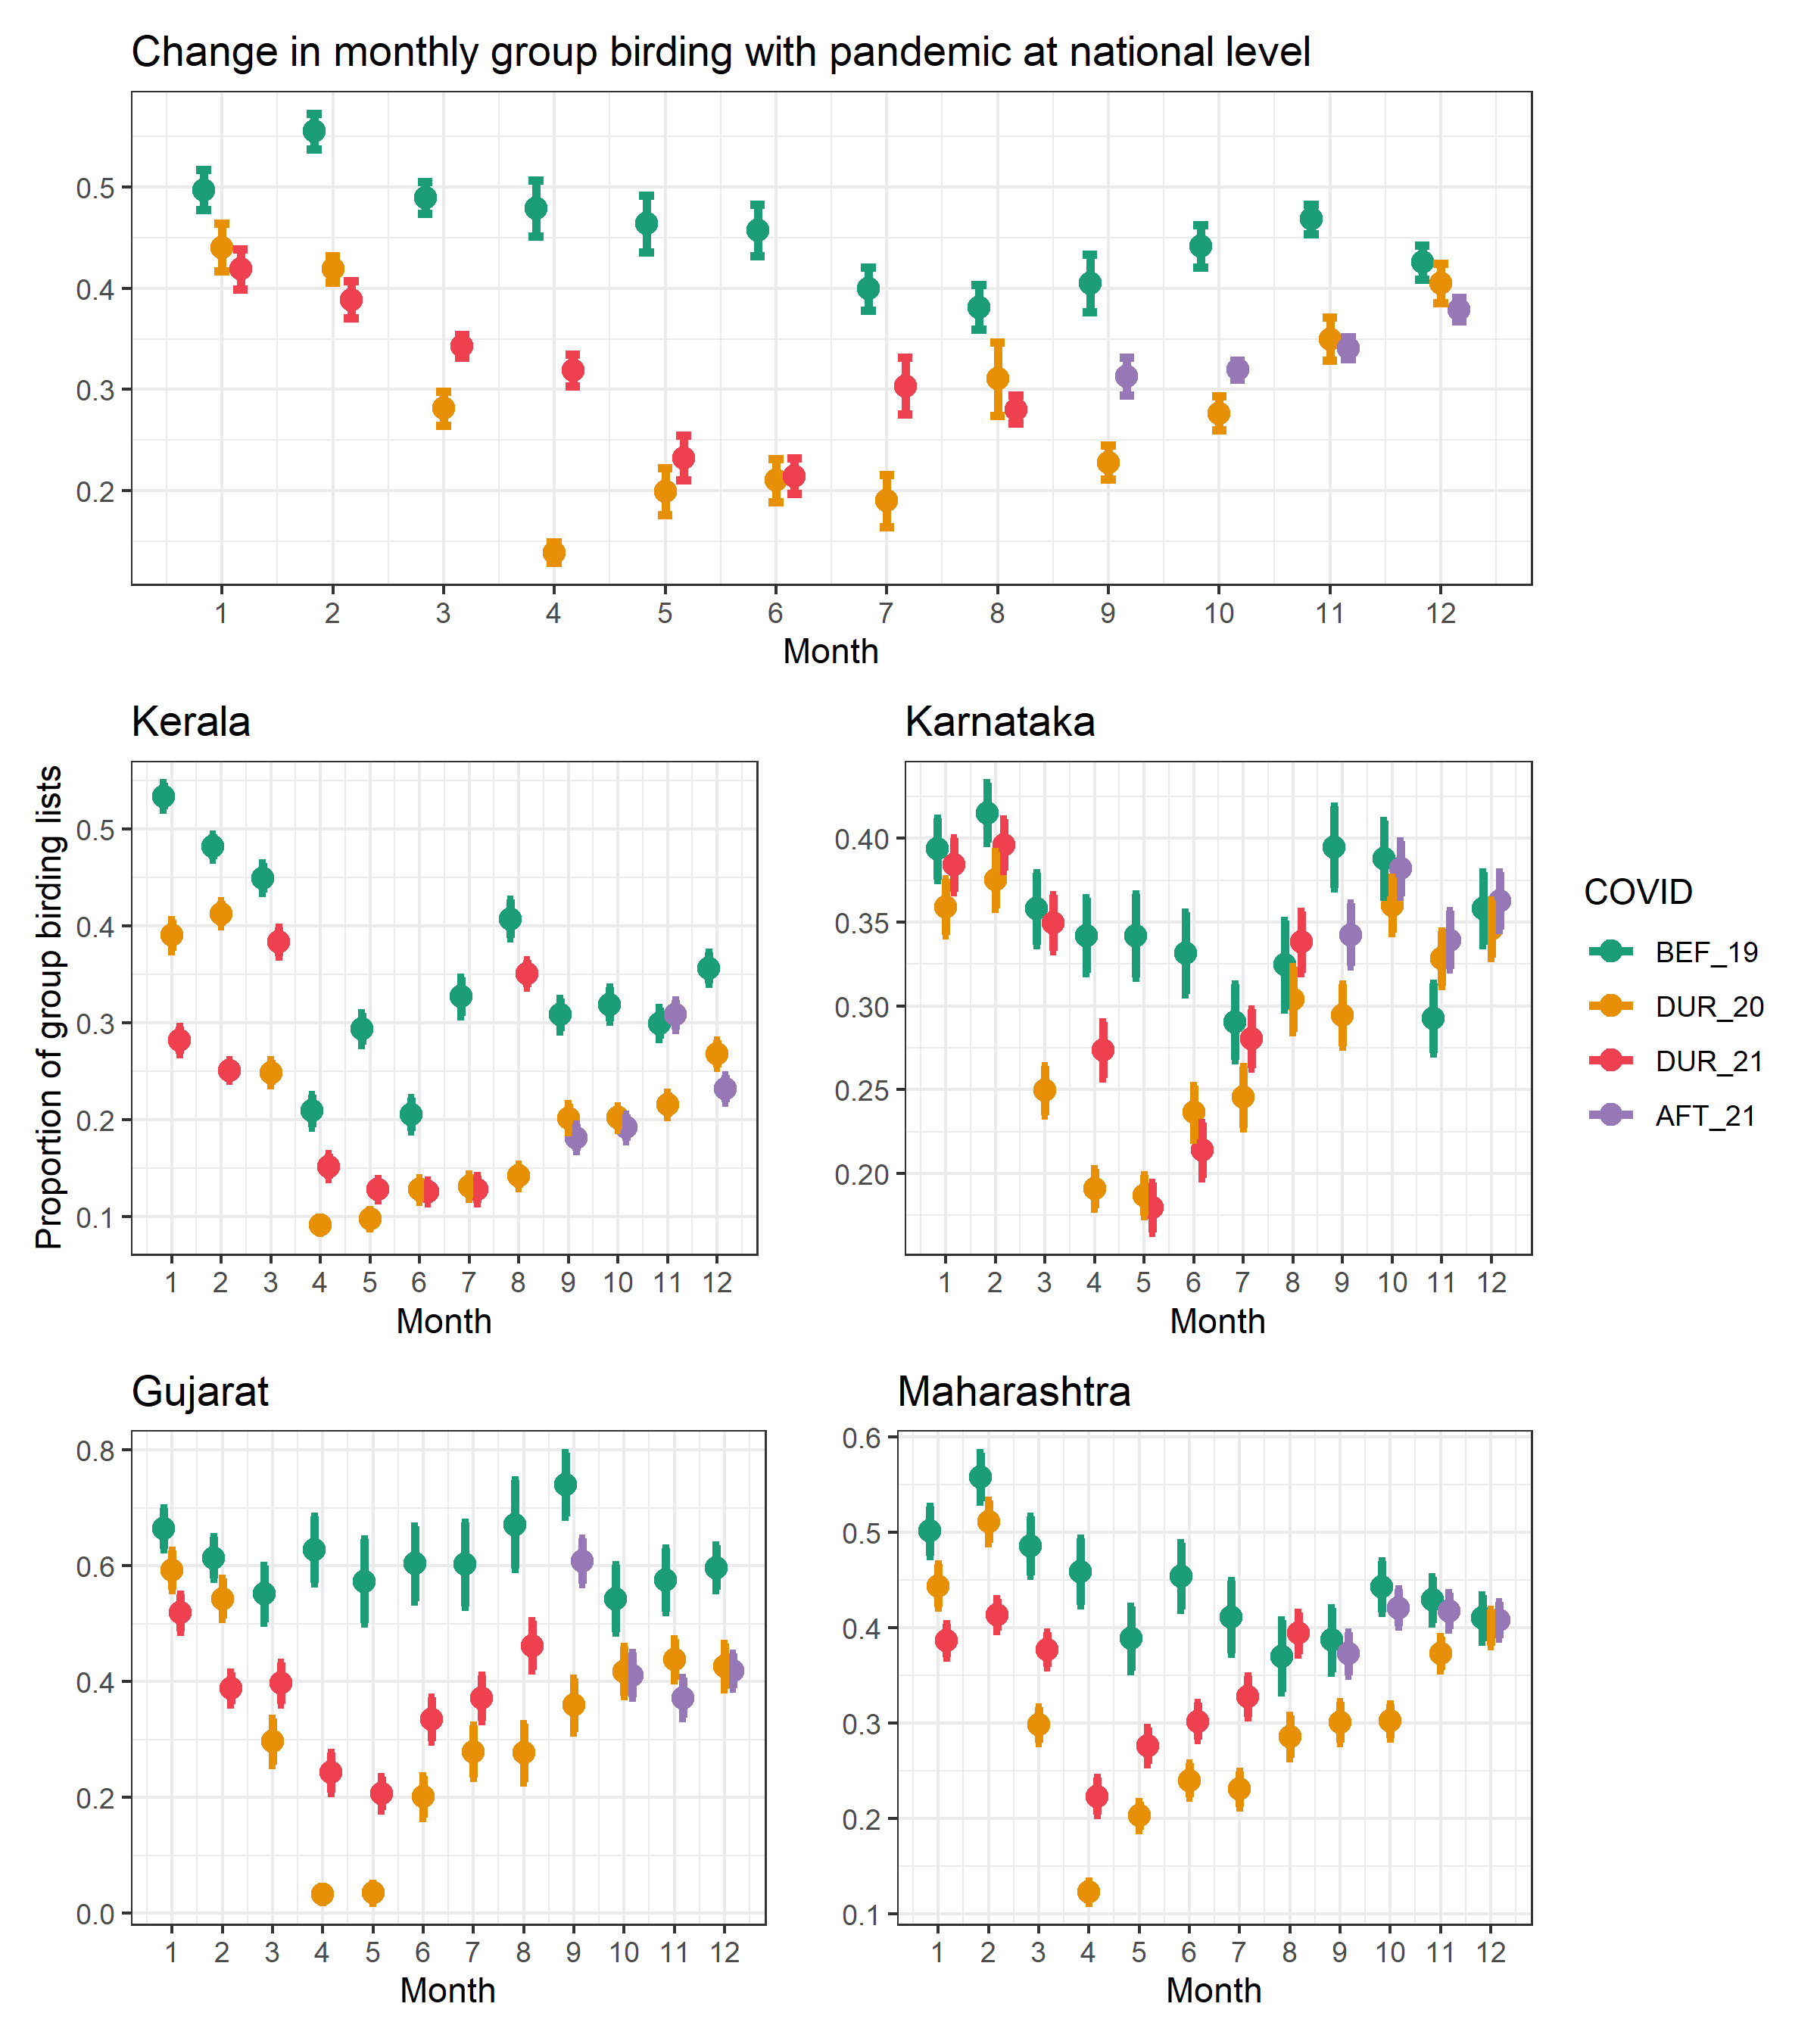 Change in monthly group birding with pandemic at national level
0.5
0.4
0.3
0.2
1 2 3 4 5 6 7 8 9 10 11 12
Month
Proportion of group birding lists
Kerala
0.5
0.4
0.3
0.2
0.1
1 2 3 4 5 6 7 8 9 10 11 12
Month
Karnataka
0.40
0.35
0.30
0.25
0.20
1 2 3 4 5 6 7 8 9 10 11 12
Month
COVID
BEF_19
DUR_20
DUR_21
AFT_21
Gujarat
0.8
0.6
0.4
0.2
0.0
1 2 3 4 5 6 7 8 9 10 11 12
Month
Maharashtra
0.6
0.5
0.4
0.3
0.2
0.1
1 2 3 4 5 6 7 8 9 10 11 12
Month